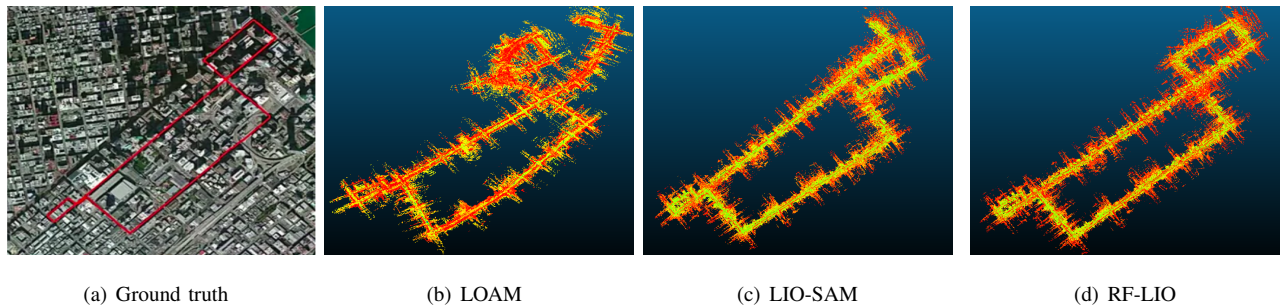 (a) Ground truth
(b) LOAM
(c) LIO-SAM
(d) RF-LIO